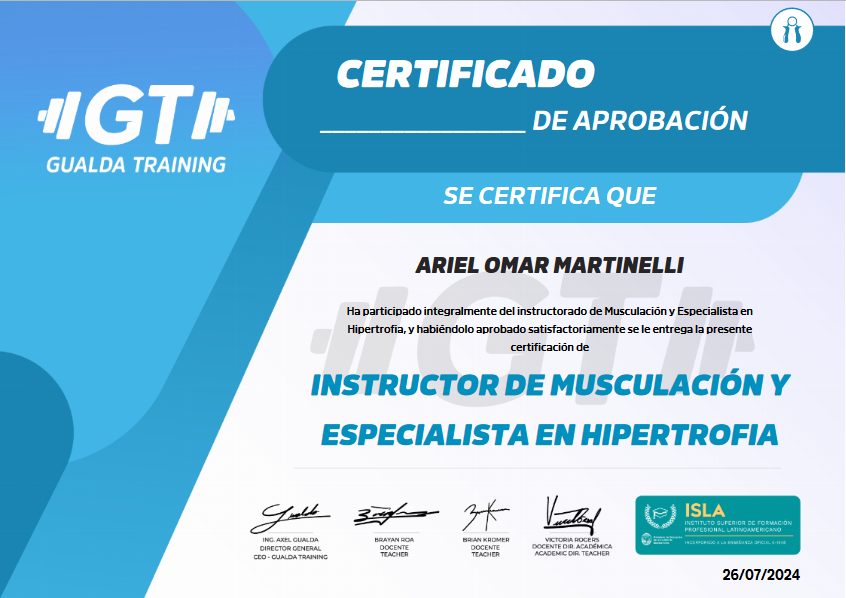 CERTIFICADO
DE APROBACIÓN
GT
GUALDA TRAINING
SE CERTIFICA QUE
ARIEL OMAR MARTINELLI
Ha participado integralmente del instructorado de Musculación y Especialista en
Hipertrofia, y habiéndolo aprobado satisfactoriamente se le entrega la presente
certificación de
INSTRUCTOR DE MUSCULACIÓN Y
ESPECIALISTA EN HIPERTROFIA
ING. AXEL GUALDA
DIRECTOR GENERAL
CEO - GUALDA TRAINING
BRAYAN ROA
DOCENTE
TEACHER
BRIAN KROMER
DOCENTE
TEACHER
VICTORIA ROGERS
DOCENTE DIR. ACADÉMICA
ACADEMIC DIR. TEACHER
ISLA
INSTITUTO SUPERIOR DE FORMACIÓN
PROFESIONAL LATINOAMERICANO
INCORPORADO A LA ENSEÑANZA OFICIAL
26/07/2024